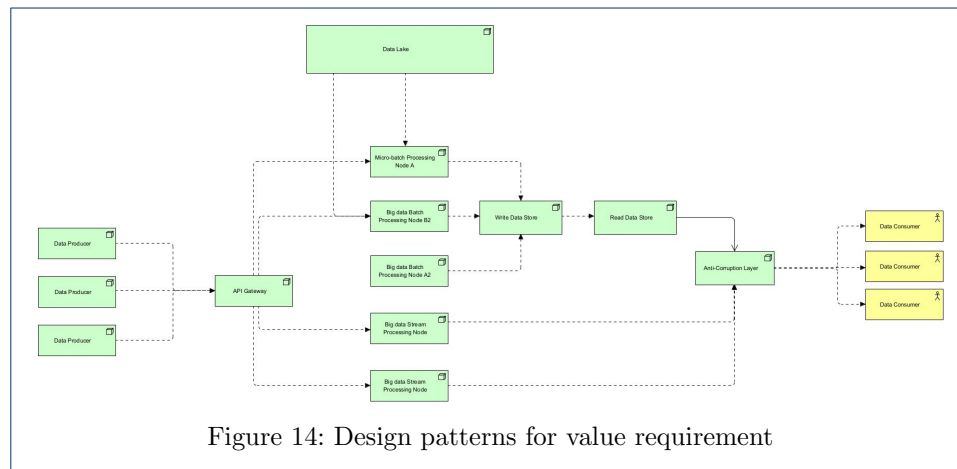 Data Lake
Micro-batch Processing
Node A
Big data Batch
Processing Node B2
Write Data Store
Read Data Store
Data Consumer
Data Producer
Big data Batch
Processing Node A2
Anti-Corruption Layer
Data Consumer
Data Producer
API Gateway
Data Consumer
Data Producer
Big data Stream
Processing Node
Big data Stream
Processing Node
Figure 14: Design patterns for value requirement